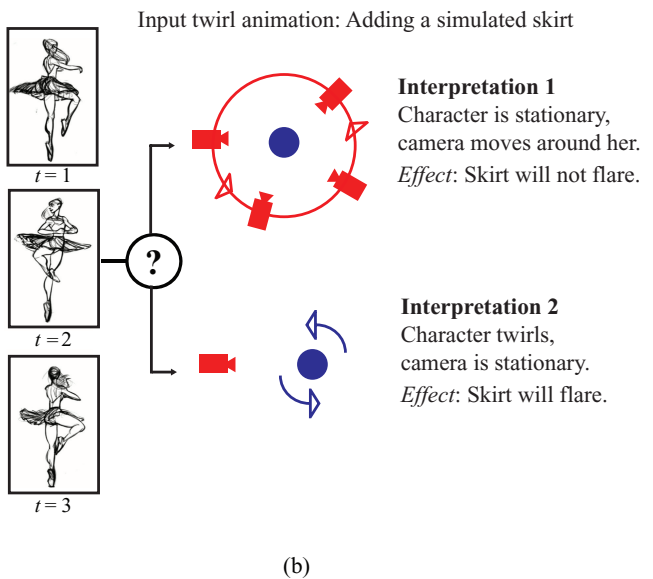 Input twirl animation: Adding a simulated skirt
t = 1
t = 2
t = 3
?
Interpretation 1
Character is stationary,
camera moves around her.
Effect: Skirt will not flare.
Interpretation 2
Character twirls,
camera is stationary.
Effect: Skirt will flare.
(b)